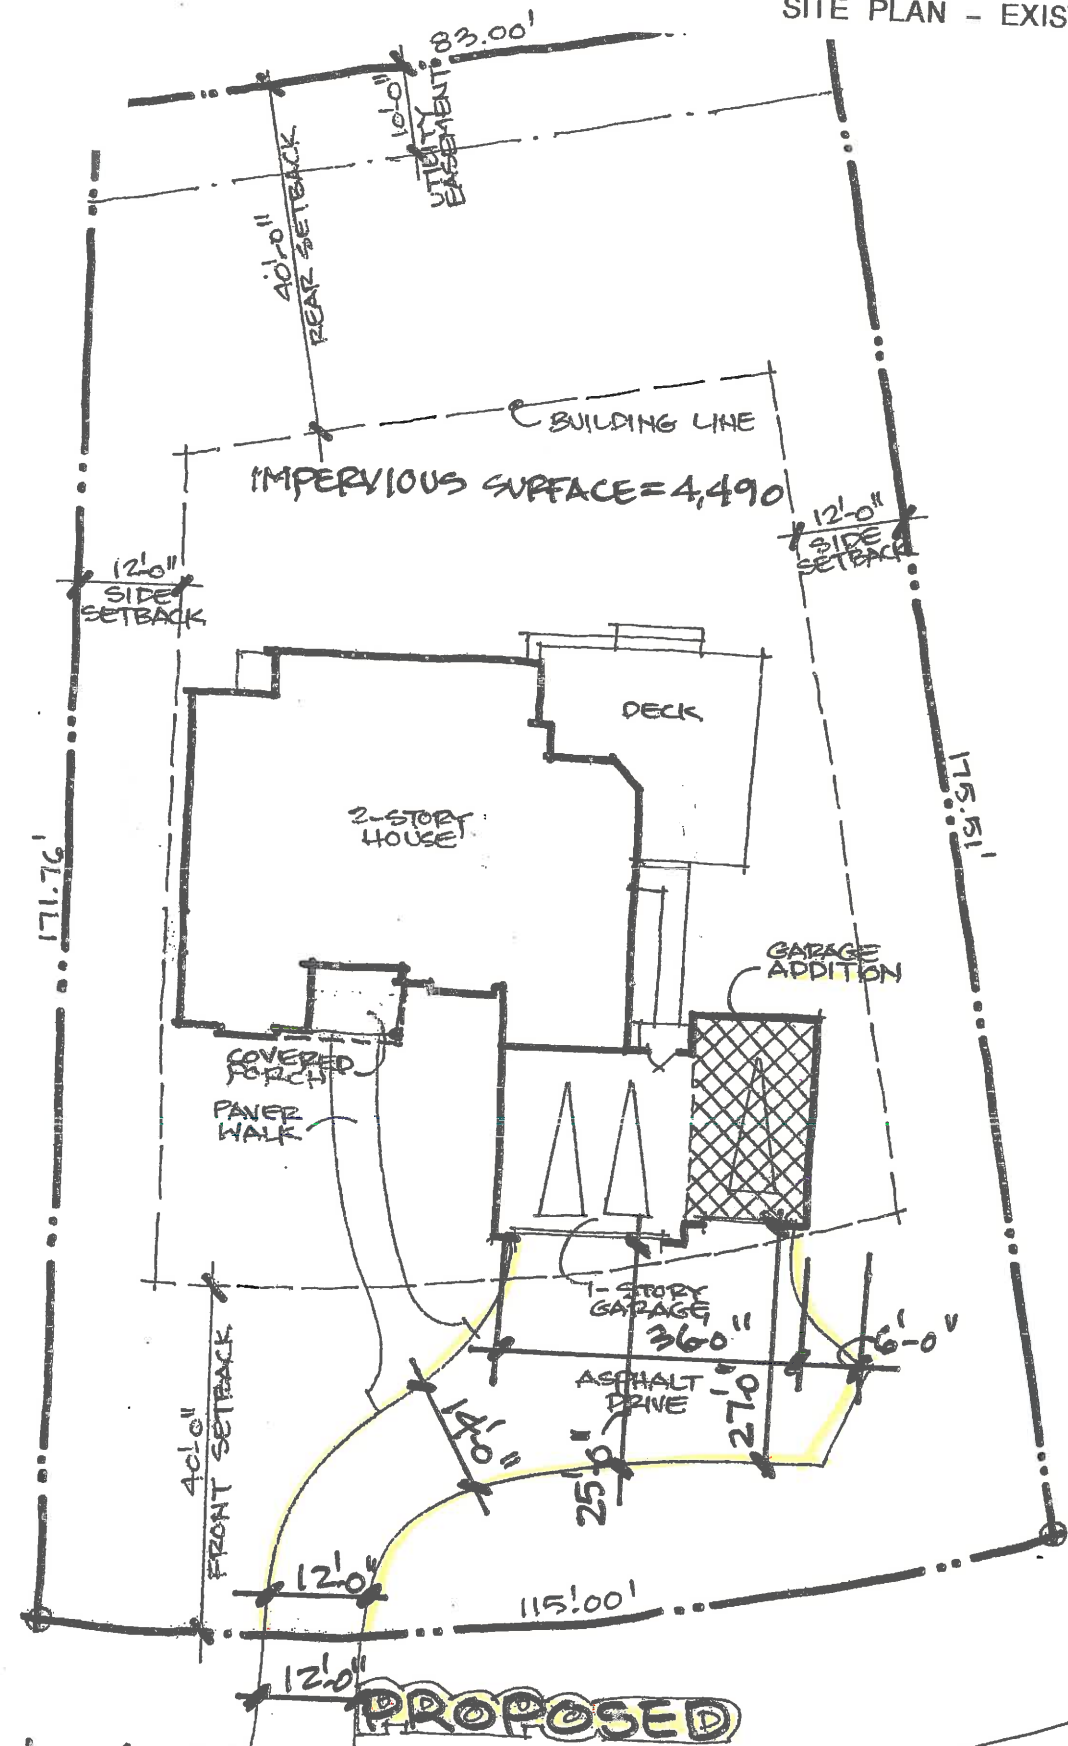 SITE PLAN - EXIS
83.00'
10'-0"
UTILITY
EASEMENT
40'-0"
REAR SETBACK
BUILDING LINE
IMPERVIOUS SURFACE = 4,490
12'-0"
SIDE
SETBACK
12'-0"
SIDE
SETBACK
DECK
175.51'
2-STORY
HOUSE
171.76'
GARAGE
ADDITION
COVERED
PORCH
PAVER
WALK
1-STORY
GARAGE
36'-0"
6'-0"
ASPHALT
DRIVE
27'-0"
14'-0"
25'-6"
40'-0"
FRONT SETBACK
12'-0"
115.00'
12'-0"
PROPOSED